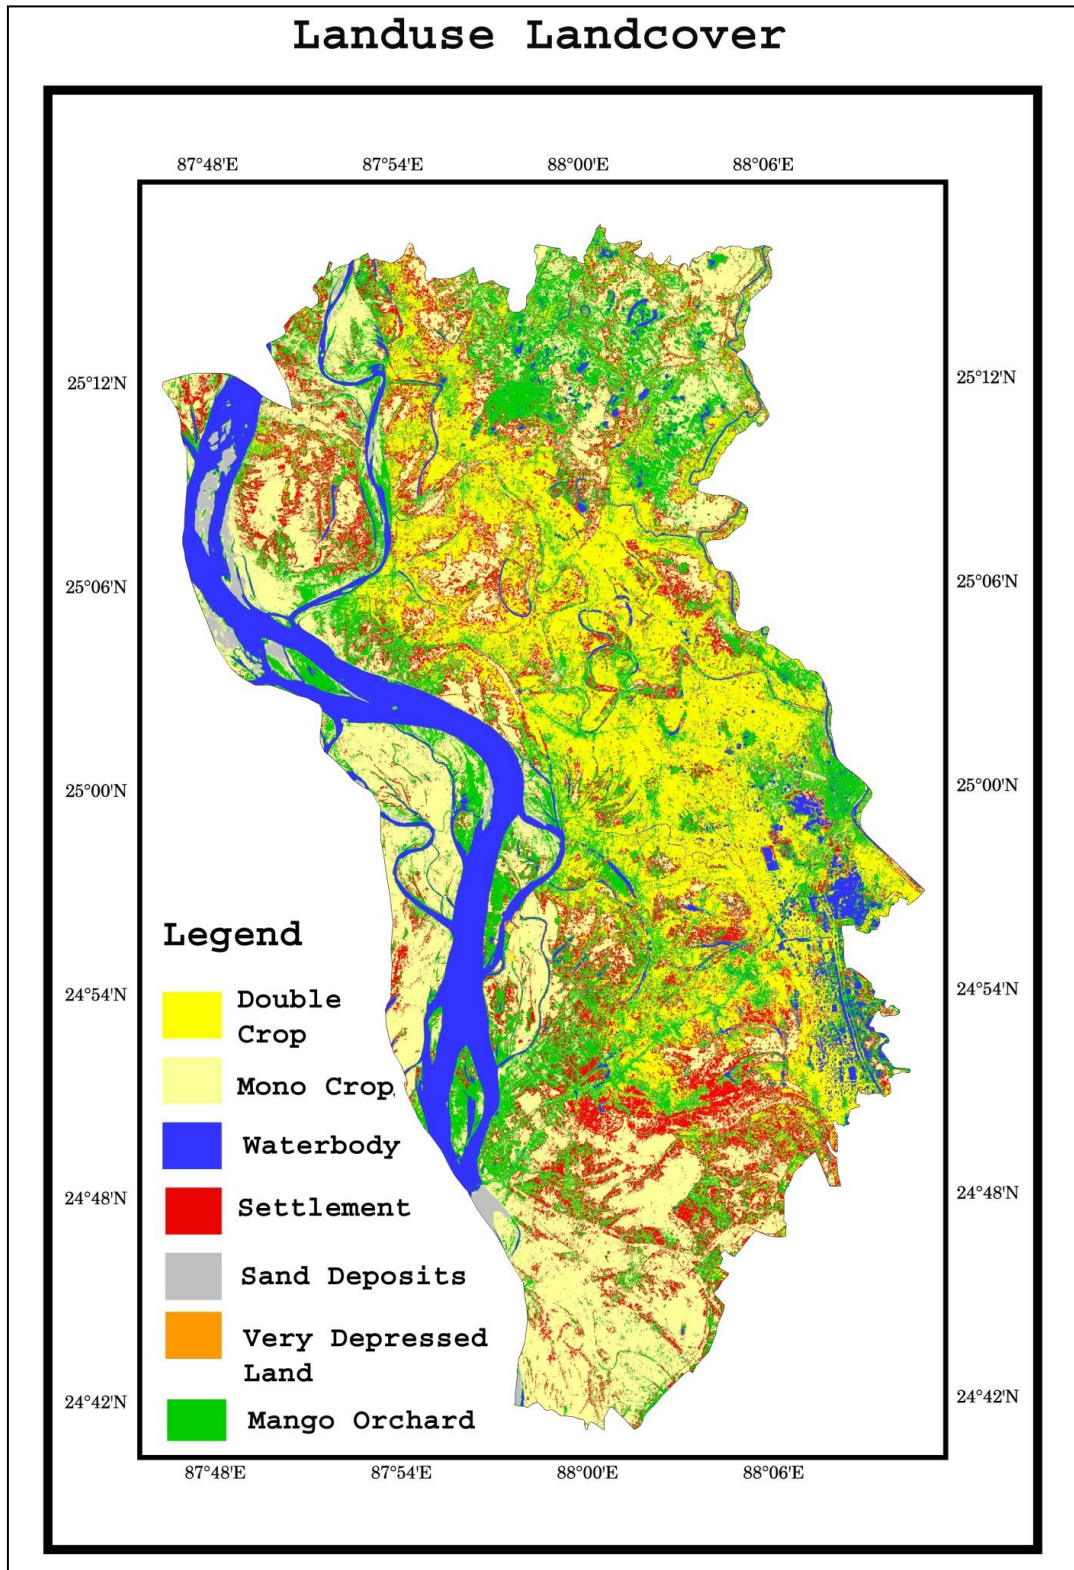 Landuse Landcover
87°48'E 87°54'E 88°00'E 88°06'E
25°12'N 25°12'N
25°06'N 25°06'N
25°00'N 25°00'N
Legend
24°54'N 24°54'N
Double
Crop
Mono Crop
Waterbody
24°48'N 24°48'N
Settlement
Sand Deposits
Very Depressed
Land
24°42'N 24°42'N
Mango Orchard
87°48'E 87°54'E 88°00'E 88°06'E